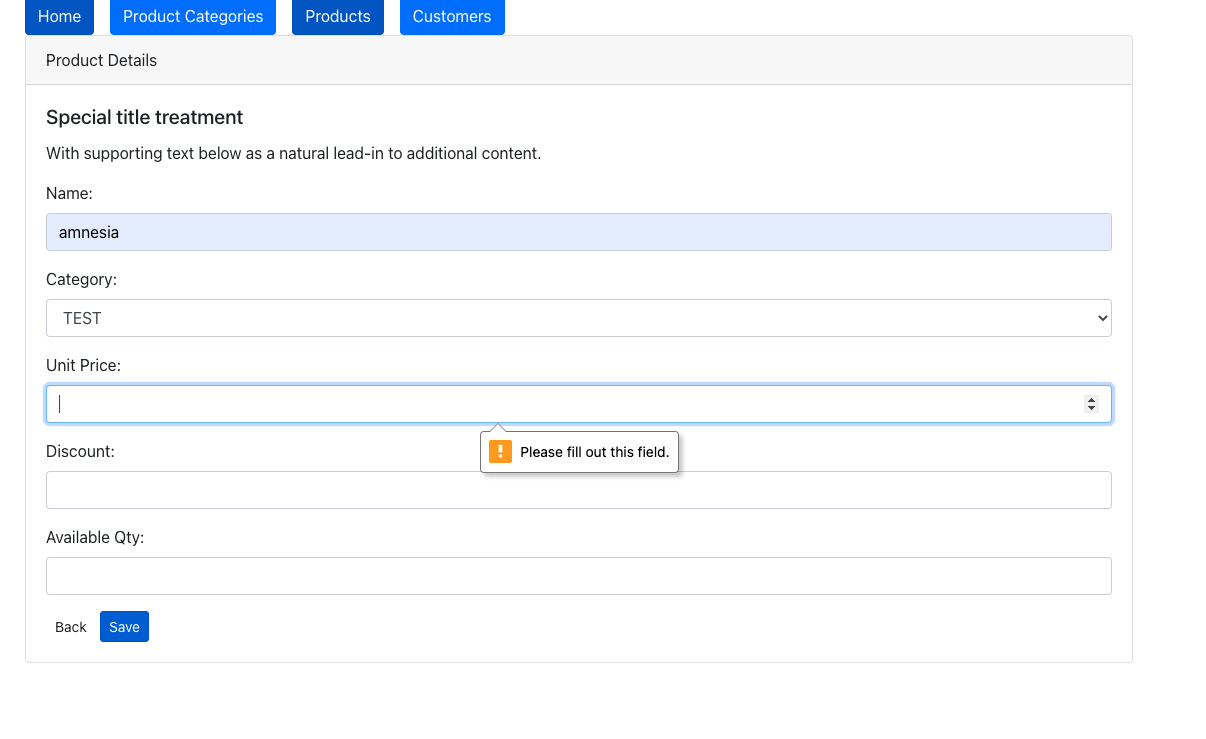 Home Product Categories Products Customers
Product Details
Special title treatment
With supporting text below as a natural lead-in to additional content.
Name:
amnesia
Category:
TEST
Unit Price:
Please fill out this field.
Discount:
Available Qty:
Back Save